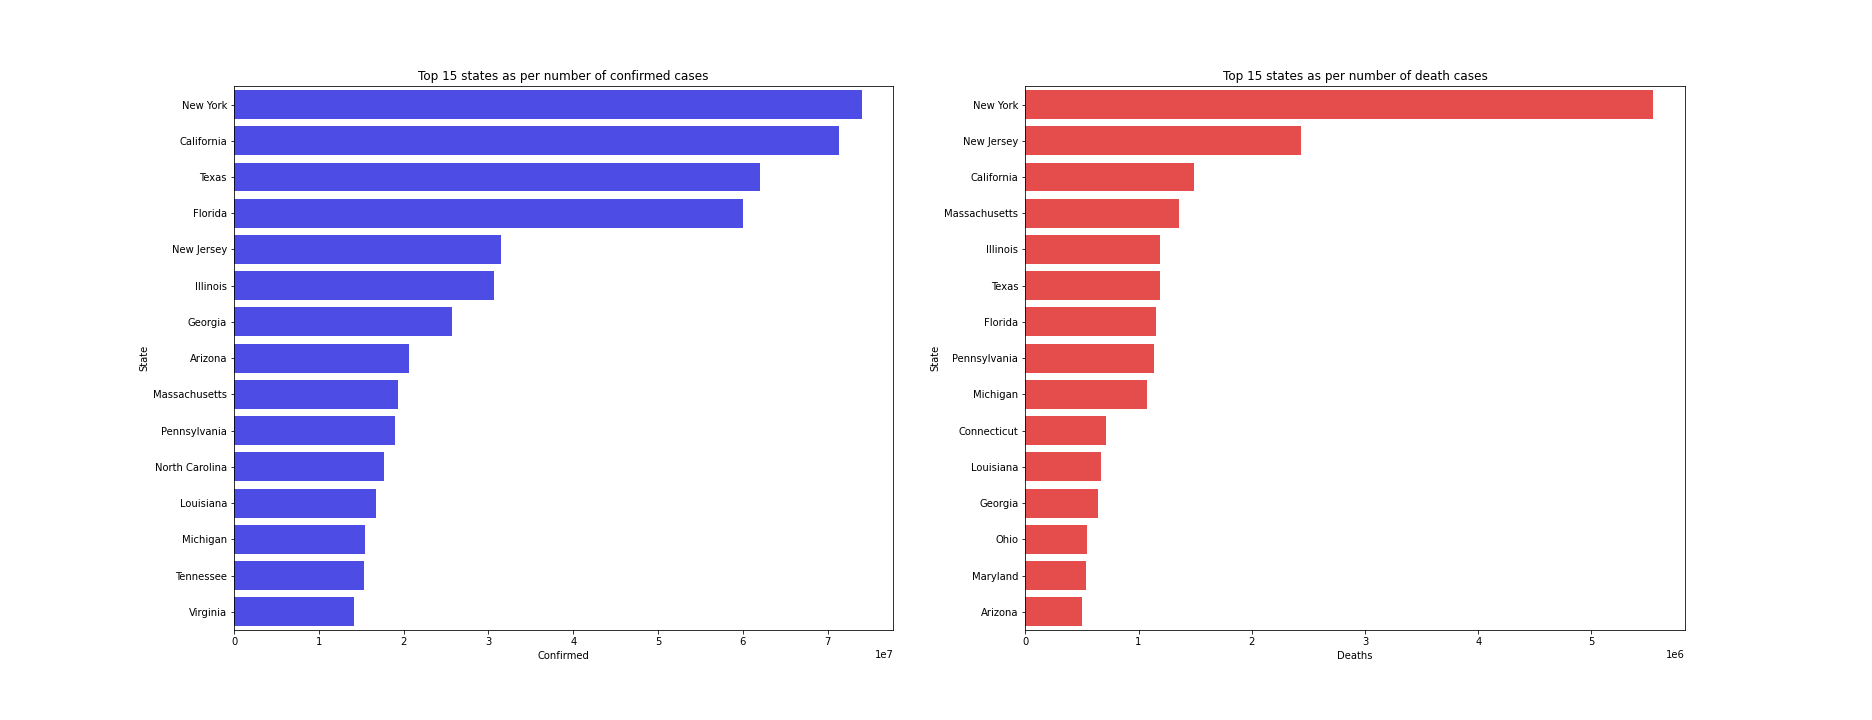 Top 15 states as per number of confirmed cases
New York
California
Texas
Florida
New Jersey
Illinois
Georgia
Arizona
Massachusetts
Pennsylvania
North Carolina
Louisiana
Michigan
Tennessee
Virginia
State
0 1 2 3 4 5 6 7
1e7
Confirmed
Top 15 states as per number of death cases
New York
New Jersey
California
Massachusetts
Illinois
Texas
Florida
Pennsylvania
Michigan
Connecticut
Louisiana
Georgia
Ohio
Maryland
Arizona
State
0 1 2 3 4 5
1e6
Deaths